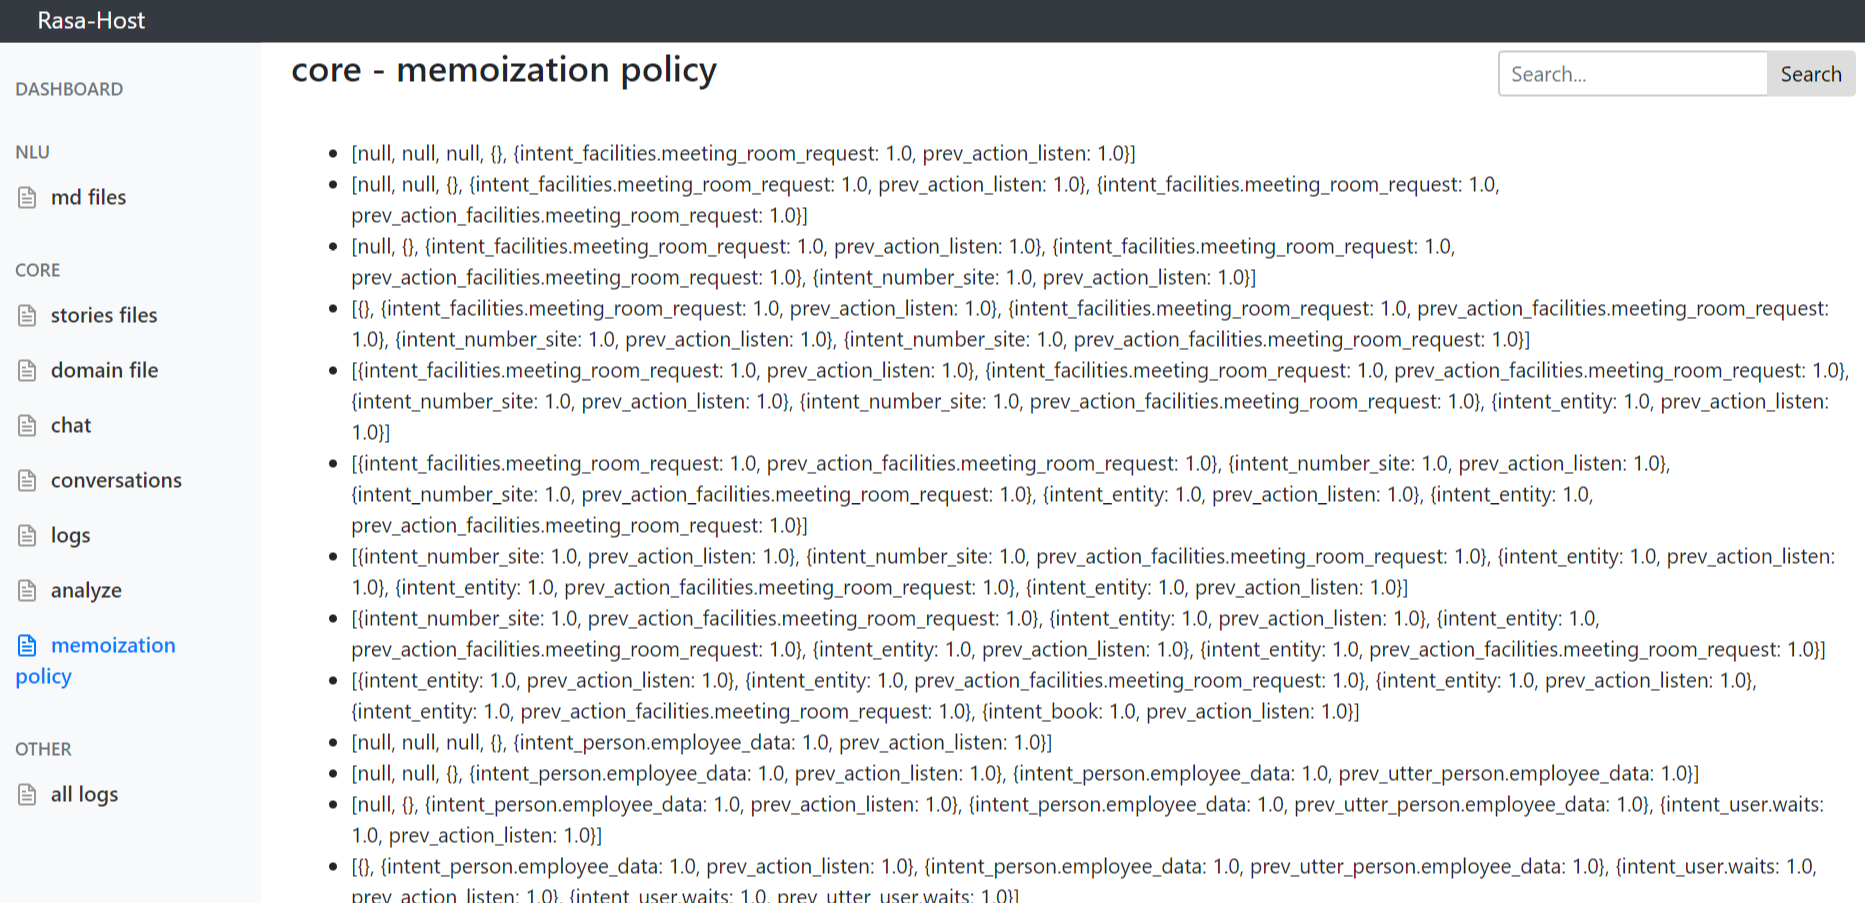 Rasa-Host
DASHBOARD
NLU
md files
CORE
stories files
domain file
chat
conversations
logs
analyze
memoization
policy
OTHER
all logs
core - memoization policy
Search...
Search
[null, null, null, {}, {intent_facilities.meeting_room_request: 1.0, prev_action_listen: 1.0}]
[null, null, {}, {intent_facilities.meeting_room_request: 1.0, prev_action_listen: 1.0}, {intent_facilities.meeting_room_request: 1.0,
prev_action_facilities.meeting_room_request: 1.0}]
[null, {}, {intent_facilities.meeting_room_request: 1.0, prev_action_listen: 1.0}, {intent_facilities.meeting_room_request: 1.0,
prev_action_facilities.meeting_room_request: 1.0}, {intent_number_site: 1.0, prev_action_listen: 1.0}]
[{}, {intent_facilities.meeting_room_request: 1.0, prev_action_listen: 1.0}, {intent_facilities.meeting_room_request: 1.0, prev_action_facilities.meeting_room_request:
1.0}, {intent_number_site: 1.0, prev_action_listen: 1.0}, {intent_number_site: 1.0, prev_action_facilities.meeting_room_request: 1.0}]
[{intent_facilities.meeting_room_request: 1.0, prev_action_listen: 1.0}, {intent_facilities.meeting_room_request: 1.0, prev_action_facilities.meeting_room_request: 1.0},
{intent_number_site: 1.0, prev_action_listen: 1.0}, {intent_number_site: 1.0, prev_action_facilities.meeting_room_request: 1.0}, {intent_entity: 1.0, prev_action_listen:
1.0}]
[{intent_facilities.meeting_room_request: 1.0, prev_action_facilities.meeting_room_request: 1.0}, {intent_number_site: 1.0, prev_action_listen: 1.0},
{intent_number_site: 1.0, prev_action_facilities.meeting_room_request: 1.0}, {intent_entity: 1.0, prev_action_listen: 1.0}, {intent_entity: 1.0,
prev_action_facilities.meeting_room_request: 1.0}]
[{intent_number_site: 1.0, prev_action_listen: 1.0}, {intent_number_site: 1.0, prev_action_facilities.meeting_room_request: 1.0}, {intent_entity: 1.0, prev_action_listen:
1.0}, {intent_entity: 1.0, prev_action_facilities.meeting_room_request: 1.0}, {intent_entity: 1.0, prev_action_listen: 1.0}]
[{intent_number_site: 1.0, prev_action_facilities.meeting_room_request: 1.0}, {intent_entity: 1.0, prev_action_listen: 1.0}, {intent_entity: 1.0,
prev_action_facilities.meeting_room_request: 1.0}, {intent_entity: 1.0, prev_action_listen: 1.0}, {intent_entity: 1.0, prev_action_facilities.meeting_room_request: 1.0}]
[{intent_entity: 1.0, prev_action_listen: 1.0}, {intent_entity: 1.0, prev_action_facilities.meeting_room_request: 1.0}, {intent_entity: 1.0, prev_action_listen: 1.0},
{intent_entity: 1.0, prev_action_facilities.meeting_room_request: 1.0}, {intent_book: 1.0, prev_action_listen: 1.0}]
[null, null, null, {}, {intent_person.employee_data: 1.0, prev_action_listen: 1.0}]
[null, null, {}, {intent_person.employee_data: 1.0, prev_action_listen: 1.0}, {intent_person.employee_data: 1.0, prev_utter_person.employee_data: 1.0}]
[null, {}, {intent_person.employee_data: 1.0, prev_action_listen: 1.0}, {intent_person.employee_data: 1.0, prev_utter_person.employee_data: 1.0}, {intent_user.waits:
1.0, prev_action_listen: 1.0}]
[{}, {intent_person.employee_data: 1.0, prev_action_listen: 1.0}, {intent_person.employee_data: 1.0, prev_utter_person.employee_data: 1.0}, {intent_user.waits: 1.0,
prev_action_listen: 1.0}, {intent_user.waits: 1.0, prev_utter_user.waits: 1.0}]